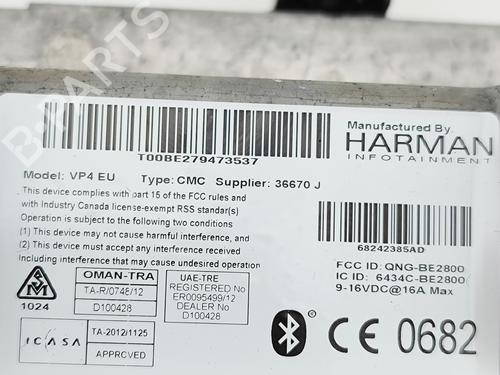 Manufactured By
HARMAN
INFOTAINMENT
T00BE279473537
Model: VP4 EU Type: CMC Supplier: 36670 J
This device complies with part 15 of the FCC rules and
with Industry Canada license-exempt RSS standar(s)
Operation is subject to the following two conditions
(1) This device may not cause harmful interference, and
(2) This device must accept any interference
received including interference that may cause undesired operation
68242385AD
FCC ID: QNG-BE2800
IC ID: 6434C-BE2800
9-16VDC@16A Max
OMAN-TRA
TA-R/0748/12
D100428
UAE-TRE
REGISTERED No
ER0095499/12
DEALER No
D100428
1024
ICASA
TA-2012/1125
APPROVED
CE 0682
B-PARTS